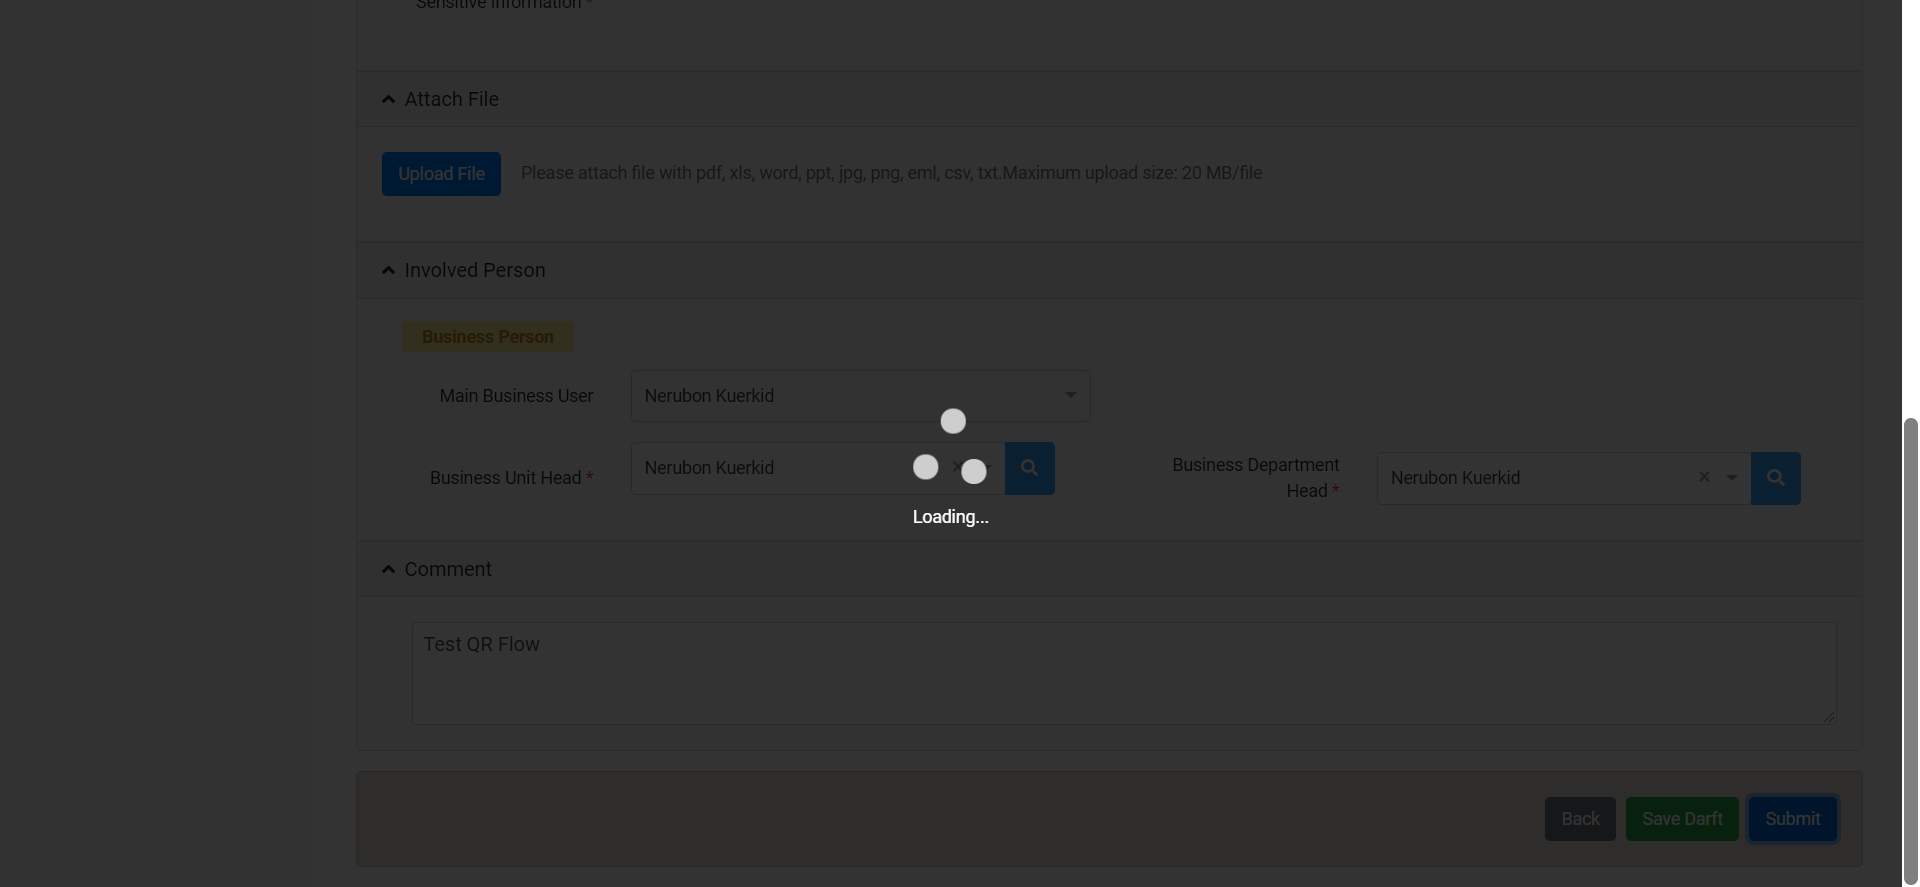 Sensitive Information *
Attach File
Upload File Please attach file with pdf, xls, word, ppt, jpg, png, eml, csv, txt.Maximum upload size: 20 MB/file
Involved Person
Business Person
Main Business User Nerubon Kuerkid
Business Unit Head * Nerubon Kuerkid
Business Department Head * Nerubon Kuerkid
Loading...
Comment
Test QR Flow
Back Save Darft Submit